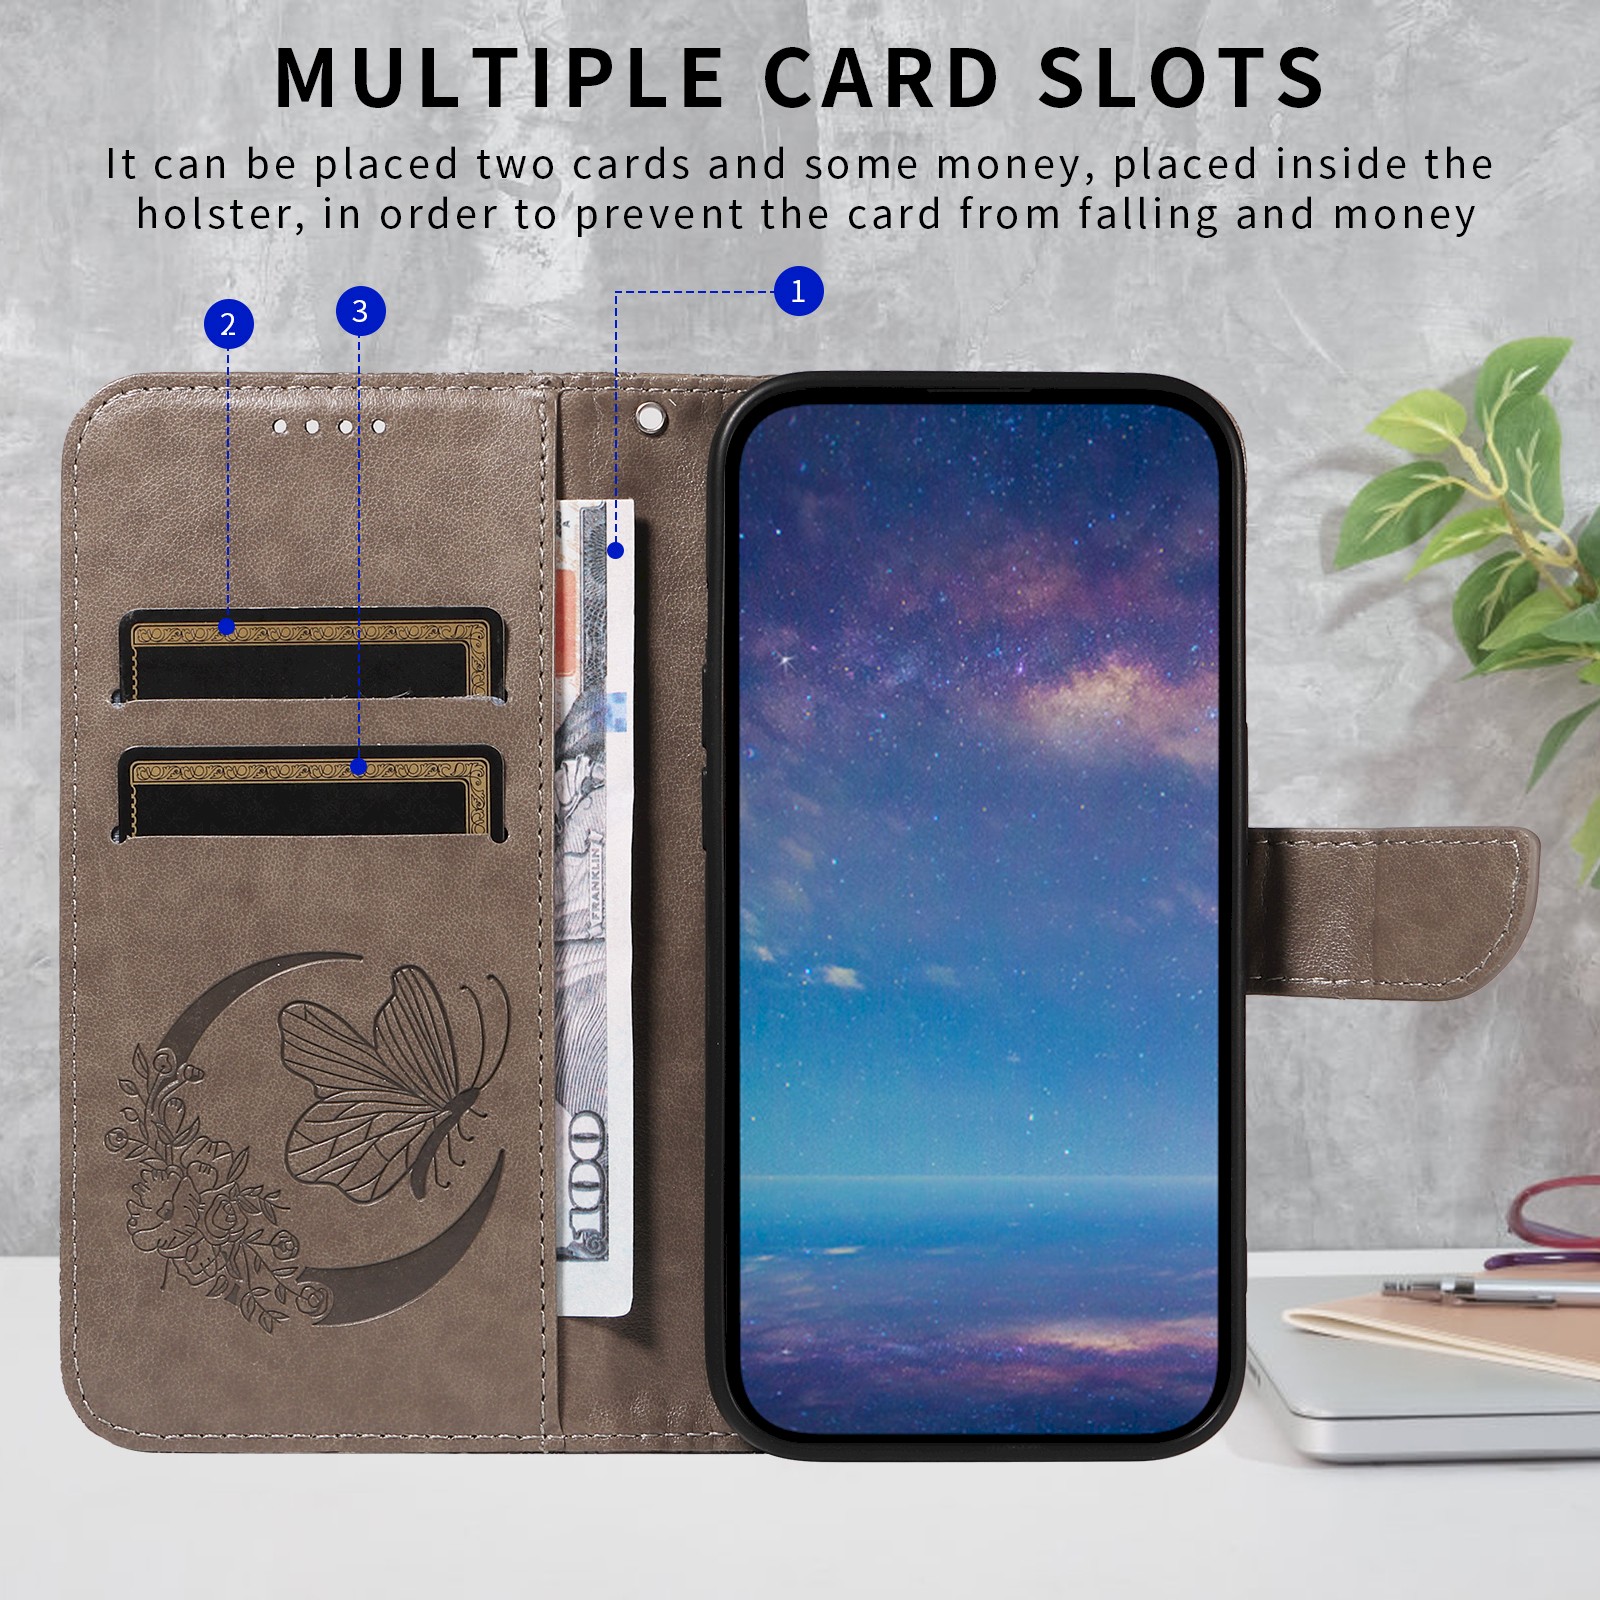 MULTIPLE CARD SLOTS
It can be placed two cards and some money, placed inside the
holster, in order to prevent the card from falling and money
1
2
3
FRANKLIN
100